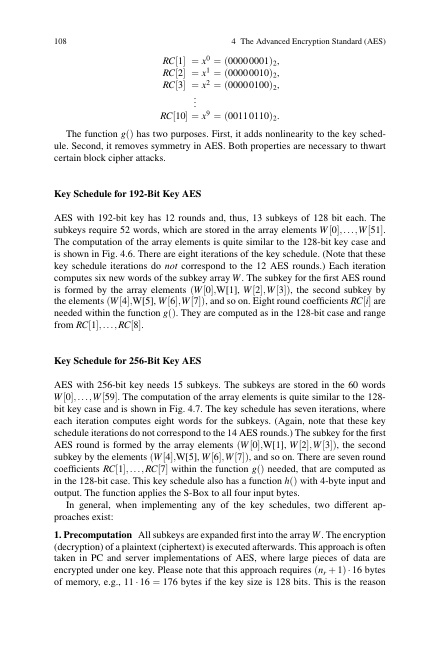 108 4 The Advanced Encryption Standard (AES)
RC[1] = x⁰ = (00000001)₂,
RC[2] = x¹ = (00000010)₂,
RC[3] = x² = (00000100)₂,
⋮
RC[10] = x⁹ = (00110110)₂.
The function g() has two purposes. First, it adds nonlinearity to the key sched-
ule. Second, it removes symmetry in AES. Both properties are necessary to thwart
certain block cipher attacks.
Key Schedule for 192-Bit Key AES
AES with 192-bit key has 12 rounds and, thus, 13 subkeys of 128 bit each. The
subkeys require 52 words, which are stored in the array elements W[0],...,W[51].
The computation of the array elements is quite similar to the 128-bit key case and
is shown in Fig. 4.6. There are eight iterations of the key schedule. (Note that these
key schedule iterations do not correspond to the 12 AES rounds.) Each iteration
computes six new words of the subkey array W. The subkey for the first AES round
is formed by the array elements (W[0],W[1], W[2],W[3]), the second subkey by
the elements (W[4],W[5], W[6],W[7]), and so on. Eight round coefficients RC[i] are
needed within the function g(). They are computed as in the 128-bit case and range
from RC[1],...,RC[8].
Key Schedule for 256-Bit Key AES
AES with 256-bit key needs 15 subkeys. The subkeys are stored in the 60 words
W[0],...,W[59]. The computation of the array elements is quite similar to the 128-
bit key case and is shown in Fig. 4.7. The key schedule has seven iterations, where
each iteration computes eight words for the subkeys. (Again, note that these key
schedule iterations do not correspond to the 14 AES rounds.) The subkey for the first
AES round is formed by the array elements (W[0],W[1], W[2],W[3]), the second
subkey by the elements (W[4],W[5], W[6],W[7]), and so on. There are seven round
coefficients RC[1],...,RC[7] within the function g() needed, that are computed as
in the 128-bit case. This key schedule also has a function h() with 4-byte input and
output. The function applies the S-Box to all four input bytes.
In general, when implementing any of the key schedules, two different ap-
proaches exist:
1. Precomputation All subkeys are expanded first into the array W. The encryption
(decryption) of a plaintext (ciphertext) is executed afterwards. This approach is often
taken in PC and server implementations of AES, where large pieces of data are
encrypted under one key. Please note that this approach requires (nᵣ + 1) · 16 bytes
of memory, e.g., 11 · 16 = 176 bytes if the key size is 128 bits. This is the reason